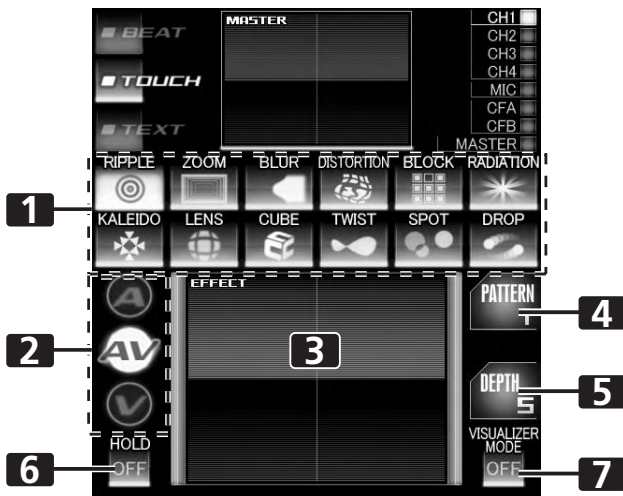 BEAT
TOUCH
TEXT
MASTER
CH1
CH2
CH3
CH4
MIC
CFA
CFB
MASTER
RIPPLE ZOOM BLUR DISTORTION BLOCK RADIATION
1
KALEIDO LENS CUBE TWIST SPOT DROP
A
AV
V
2
EFFECT
3
PATTERN
1
4
DEPTH
5
5
HOLD
OFF
6
VISUALIZER
MODE
OFF
7